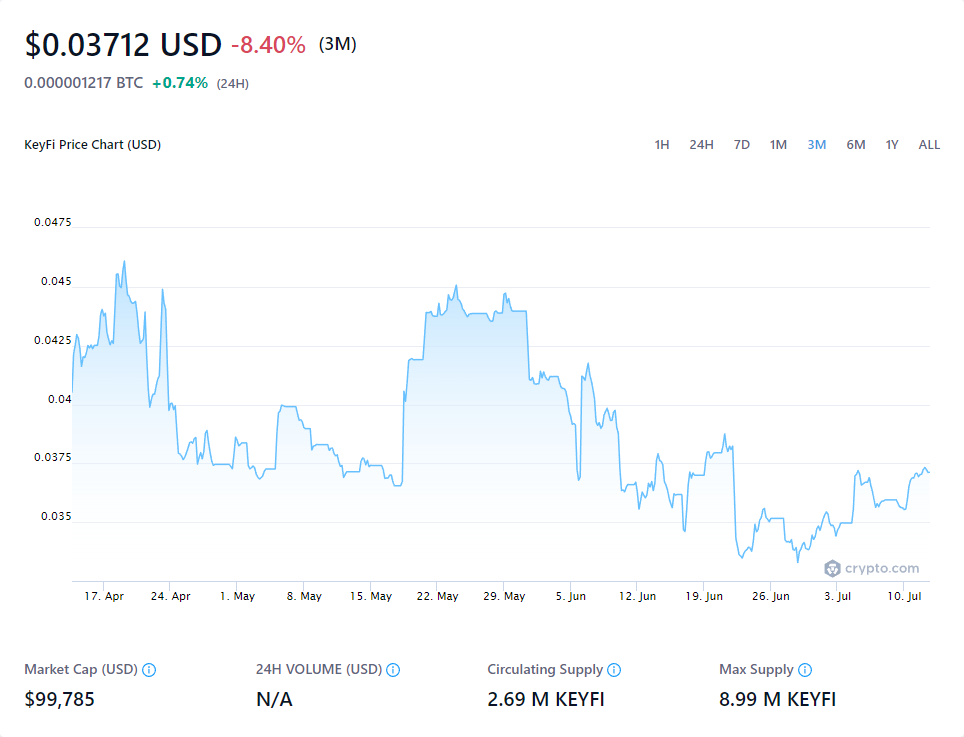 $0.03712 USD -8.40% (3M)
0.000001217 BTC +0.74% (24H)
KeyFi Price Chart (USD) 1H 24H 7D 1M 3M 6M 1Y ALL
0.0475
0.045
0.0425
0.04
0.0375
0.035
crypto.com
17. Apr 24. Apr 1. May 8. May 15. May 22. May 29. May 5. Jun 12. Jun 19. Jun 26. Jun 3. Jul 10. Jul
Market Cap (USD) 24H VOLUME (USD) Circulating Supply Max Supply
$99,785 N/A 2.69 M KEYFI 8.99 M KEYFI